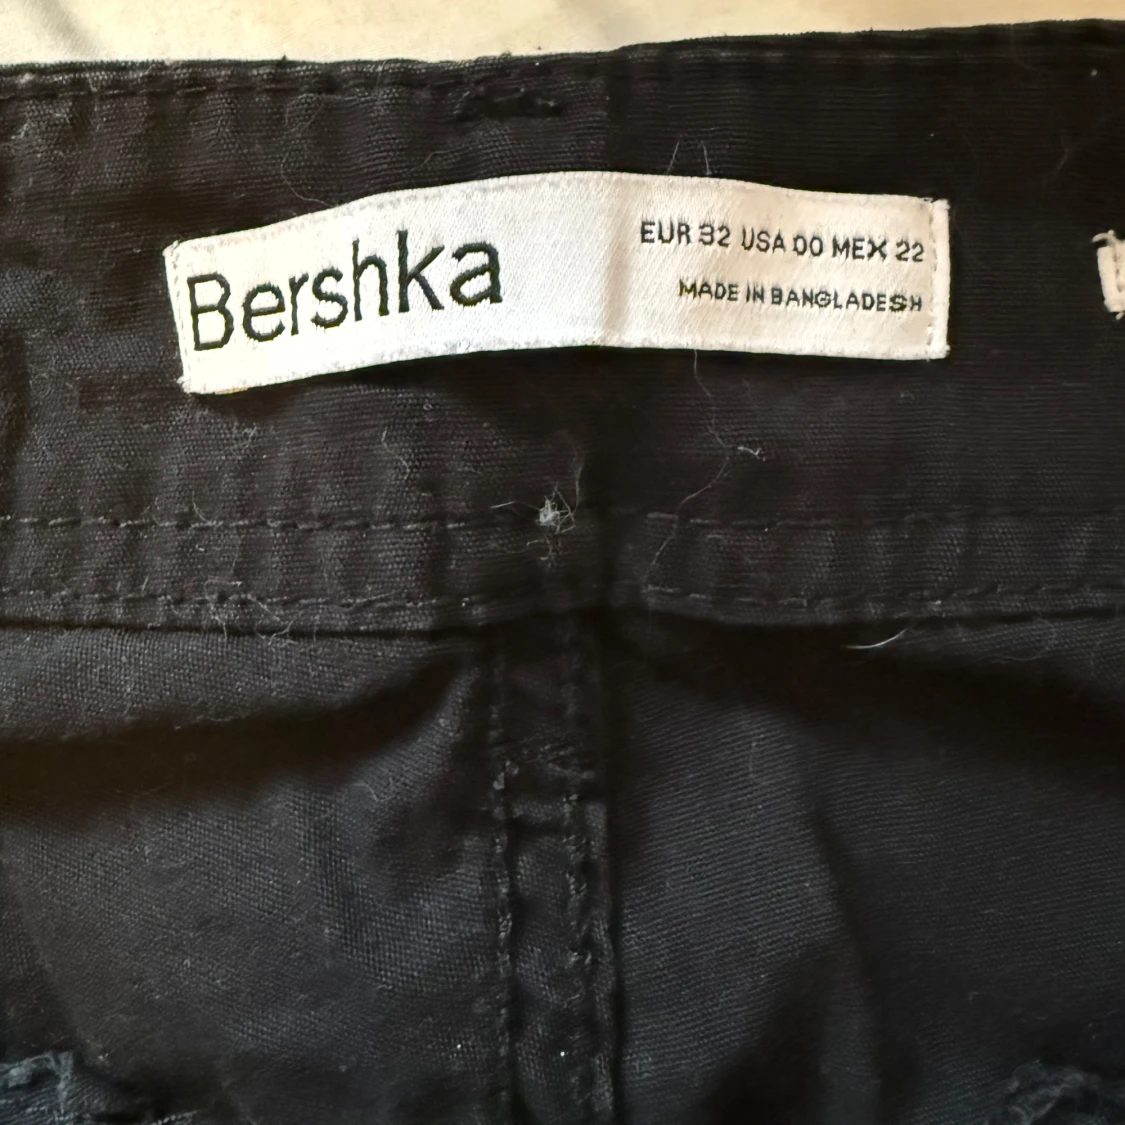 Bershka
EUR 32 USA 00 MEX 22
MADE IN BANGLADESH